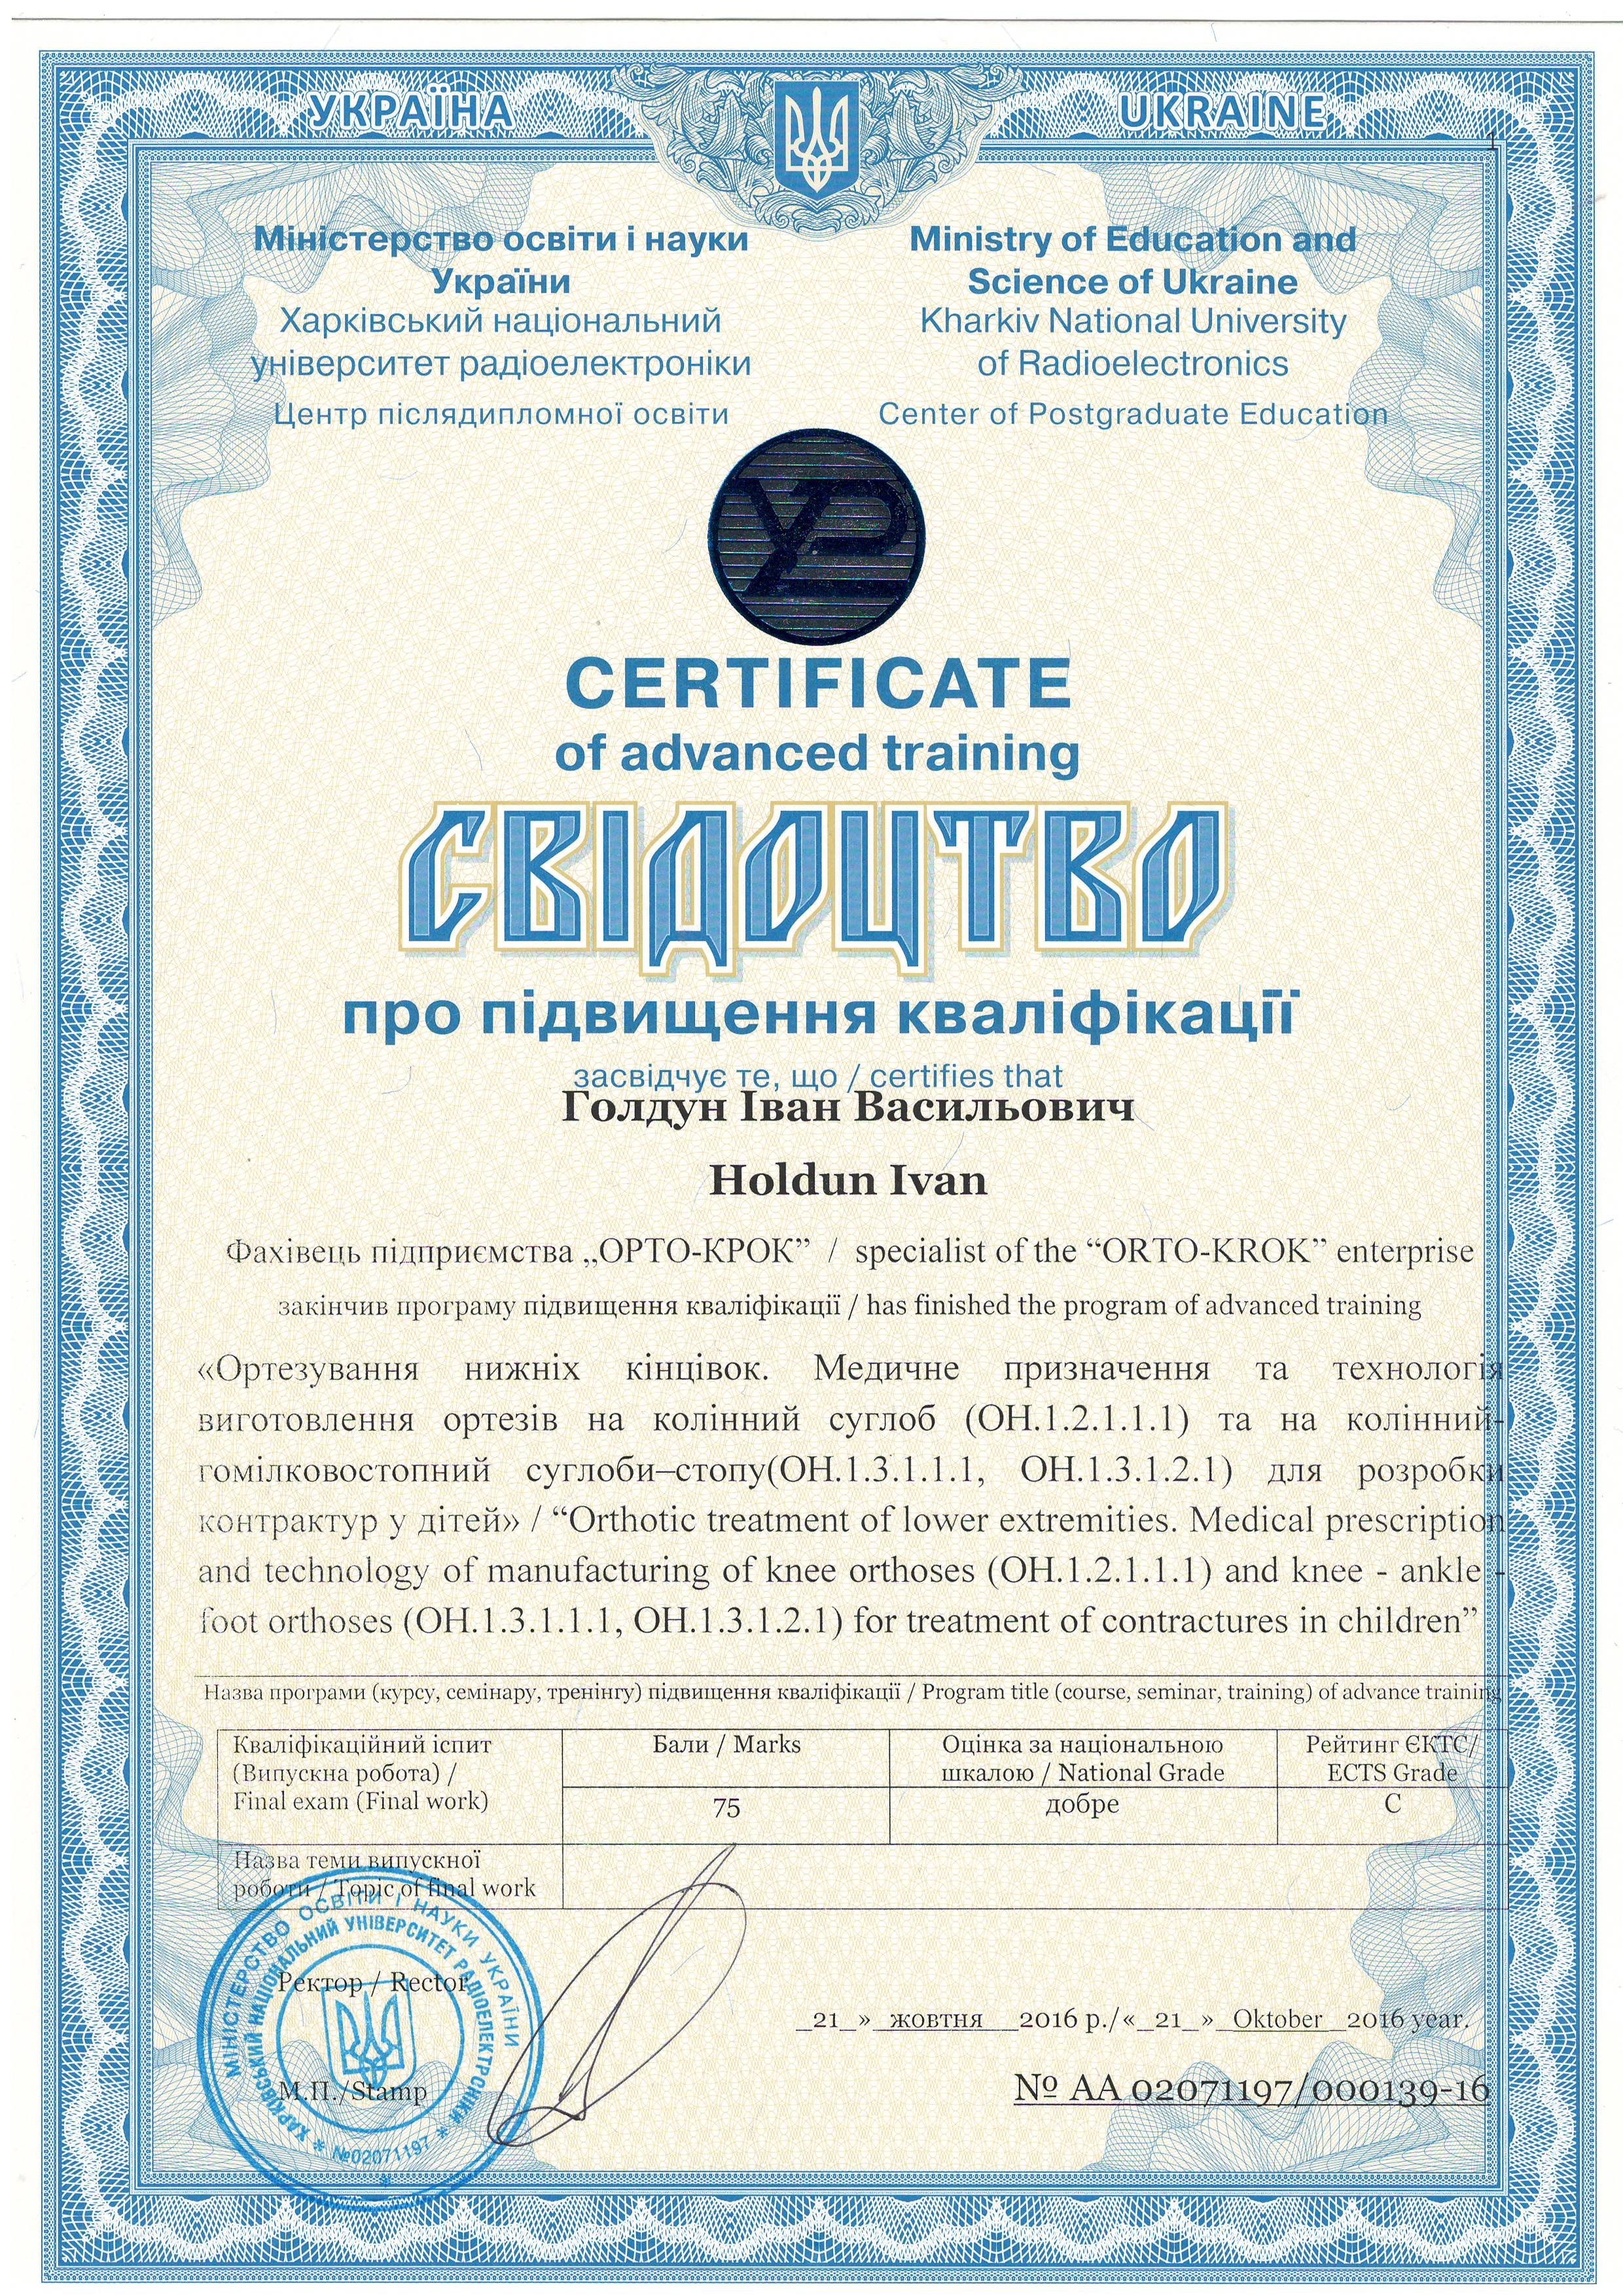 УКРАЇНА
UKRAINE
1
Міністерство освіти і науки
України
Харківський національний
університет радіоелектроніки
Центр післядипломної освіти
Ministry of Education and
Science of Ukraine
Kharkiv National University
of Radioelectronics
Center of Postgraduate Education
CERTIFICATE
of advanced training
СВІДОЦТВО
про підвищення кваліфікації
засвідчує те, що / certifies that
Голдун Іван Васильович
Holdun Ivan
Фахівець підприємства „ОРТО-КРОК” / specialist of the “ORTO-KROK” enterprise
закінчив програму підвищення кваліфікації / has finished the program of advanced training
«Ортезування нижніх кінцівок. Медичне призначення та технологія
виготовлення ортезів на колінний суглоб (ОН.1.2.1.1.1) та на колінний-
гомілковостопний суглоби–стопу(ОН.1.3.1.1.1, ОН.1.3.1.2.1) для розробки
контрактур у дітей» / “Orthotic treatment of lower extremities. Medical prescription
and technology of manufacturing of knee orthoses (OH.1.2.1.1.1) and knee - ankle -
foot orthoses (OH.1.3.1.1.1, OH.1.3.1.2.1) for treatment of contractures in children”
Назва програми (курсу, семінару, тренінгу) підвищення кваліфікації / Program title (course, seminar, training) of advance training
Кваліфікаційний іспит
(Випускна робота) /
Final exam (Final work)
Бали / Marks
Оцінка за національною
шкалою / National Grade
Рейтинг ЄКТС/
ECTS Grade
75
добре
C
Назва теми випускної
роботи / Topic of final work
Ректор / Rector
М.П./Stamp
МІНІСТЕРСТВО ОСВІТИ І НАУКИ УКРАЇНИ
ХАРКІВСЬКИЙ НАЦІОНАЛЬНИЙ УНІВЕРСИТЕТ РАДІОЕЛЕКТРОНІКИ
* №02071197 *
_21_» _жовтня___2016 р./«_21_»_ Oktober _2016 year.
№ АА 02071197/000139-16